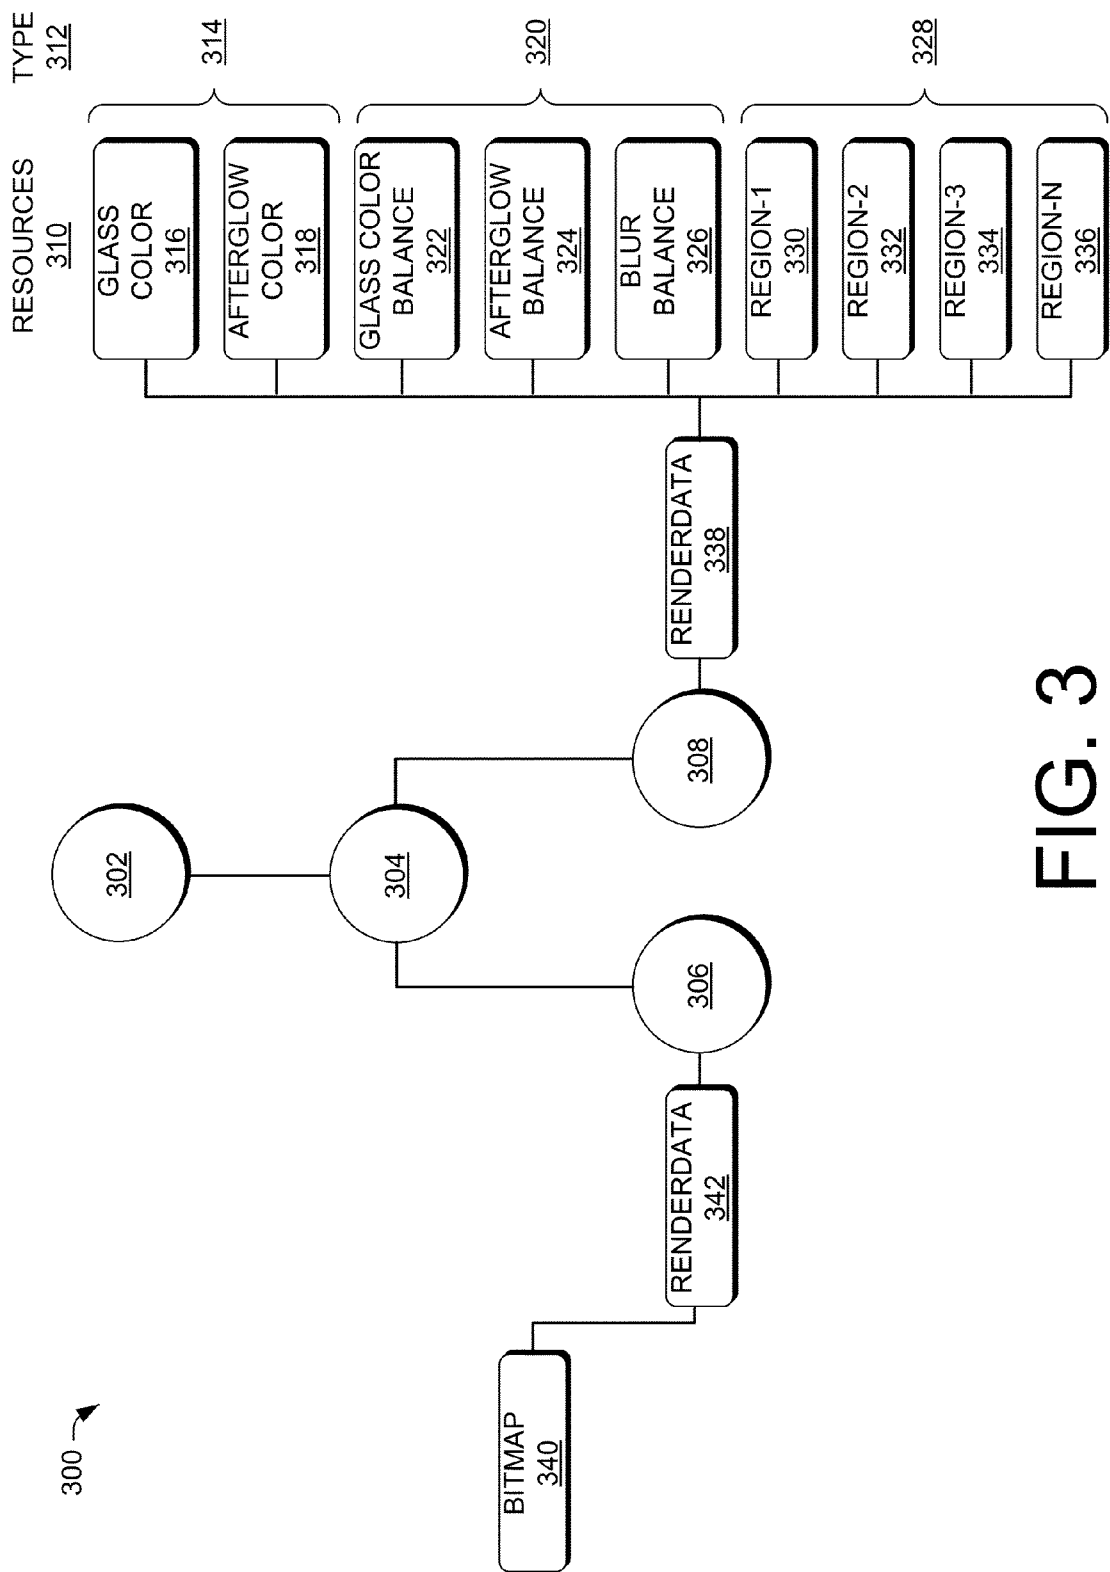 300
302
304
306
308
BITMAP
340
RENDERDATA
342
RENDERDATA
338
RESOURCES
310
TYPE
312
GLASS
COLOR
316
AFTERGLOW
COLOR
318
314
GLASS COLOR
BALANCE
322
AFTERGLOW
BALANCE
324
BLUR
BALANCE
326
320
REGION-1
330
REGION-2
332
REGION-3
334
REGION-N
336
328
FIG. 3